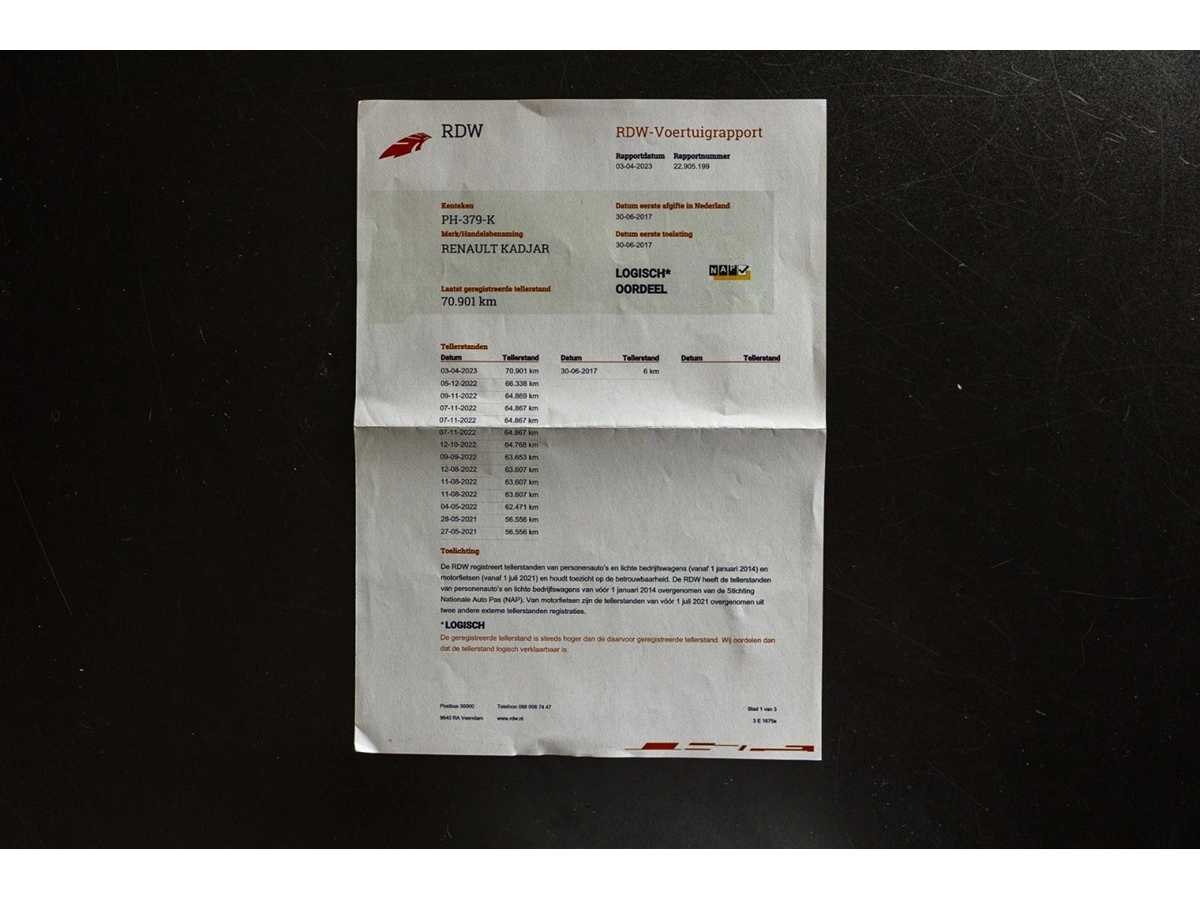 RDW
RDW-Voertuigrapport
Rapportdatum Rapportnummer
03-04-2023 22.905.199
Kenteken
PH-379-K
Merk/Handelsbenaming
RENAULT KADJAR
Laatst geregistreerde tellerstand
70.901 km
Datum eerste afgifte in Nederland
30-06-2017
Datum eerste toelating
30-06-2017
LOGISCH*
OORDEEL
NAP
Tellerstanden
Datum Tellerstand Datum Tellerstand Datum Tellerstand
03-04-2023 70.901 km 30-06-2017 6 km
05-12-2022 66.338 km
09-11-2022 64.869 km
07-11-2022 64.867 km
07-11-2022 64.867 km
07-11-2022 64.867 km
12-10-2022 64.768 km
09-09-2022 63.653 km
12-08-2022 63.607 km
11-08-2022 63.607 km
11-08-2022 63.607 km
04-05-2022 62.471 km
28-05-2021 56.556 km
27-05-2021 56.556 km
Toelichting
De RDW registreert tellerstanden van personenauto's en lichte bedrijfswagens (vanaf 1 januari 2014) en
motorfietsen (vanaf 1 juli 2021) en houdt toezicht op de betrouwbaarheid. De RDW heeft de tellerstanden
van personenauto's en lichte bedrijfswagens van vóór 1 januari 2014 overgenomen van de Stichting
Nationale Auto Pas (NAP). Van motorfietsen zijn de tellerstanden van vóór 1 juli 2021 overgenomen uit
twee andere externe tellerstanden registraties.
*LOGISCH
De geregistreerde tellerstand is steeds hoger dan de daarvoor geregistreerde tellerstand. Wij oordelen dan
dat de tellerstand logisch verklaarbaar is.
Postbus 30000 Telefoon 088 008 74 47
9640 RA Veendam www.rdw.nl
Blad 1 van 3
3 E 1675e